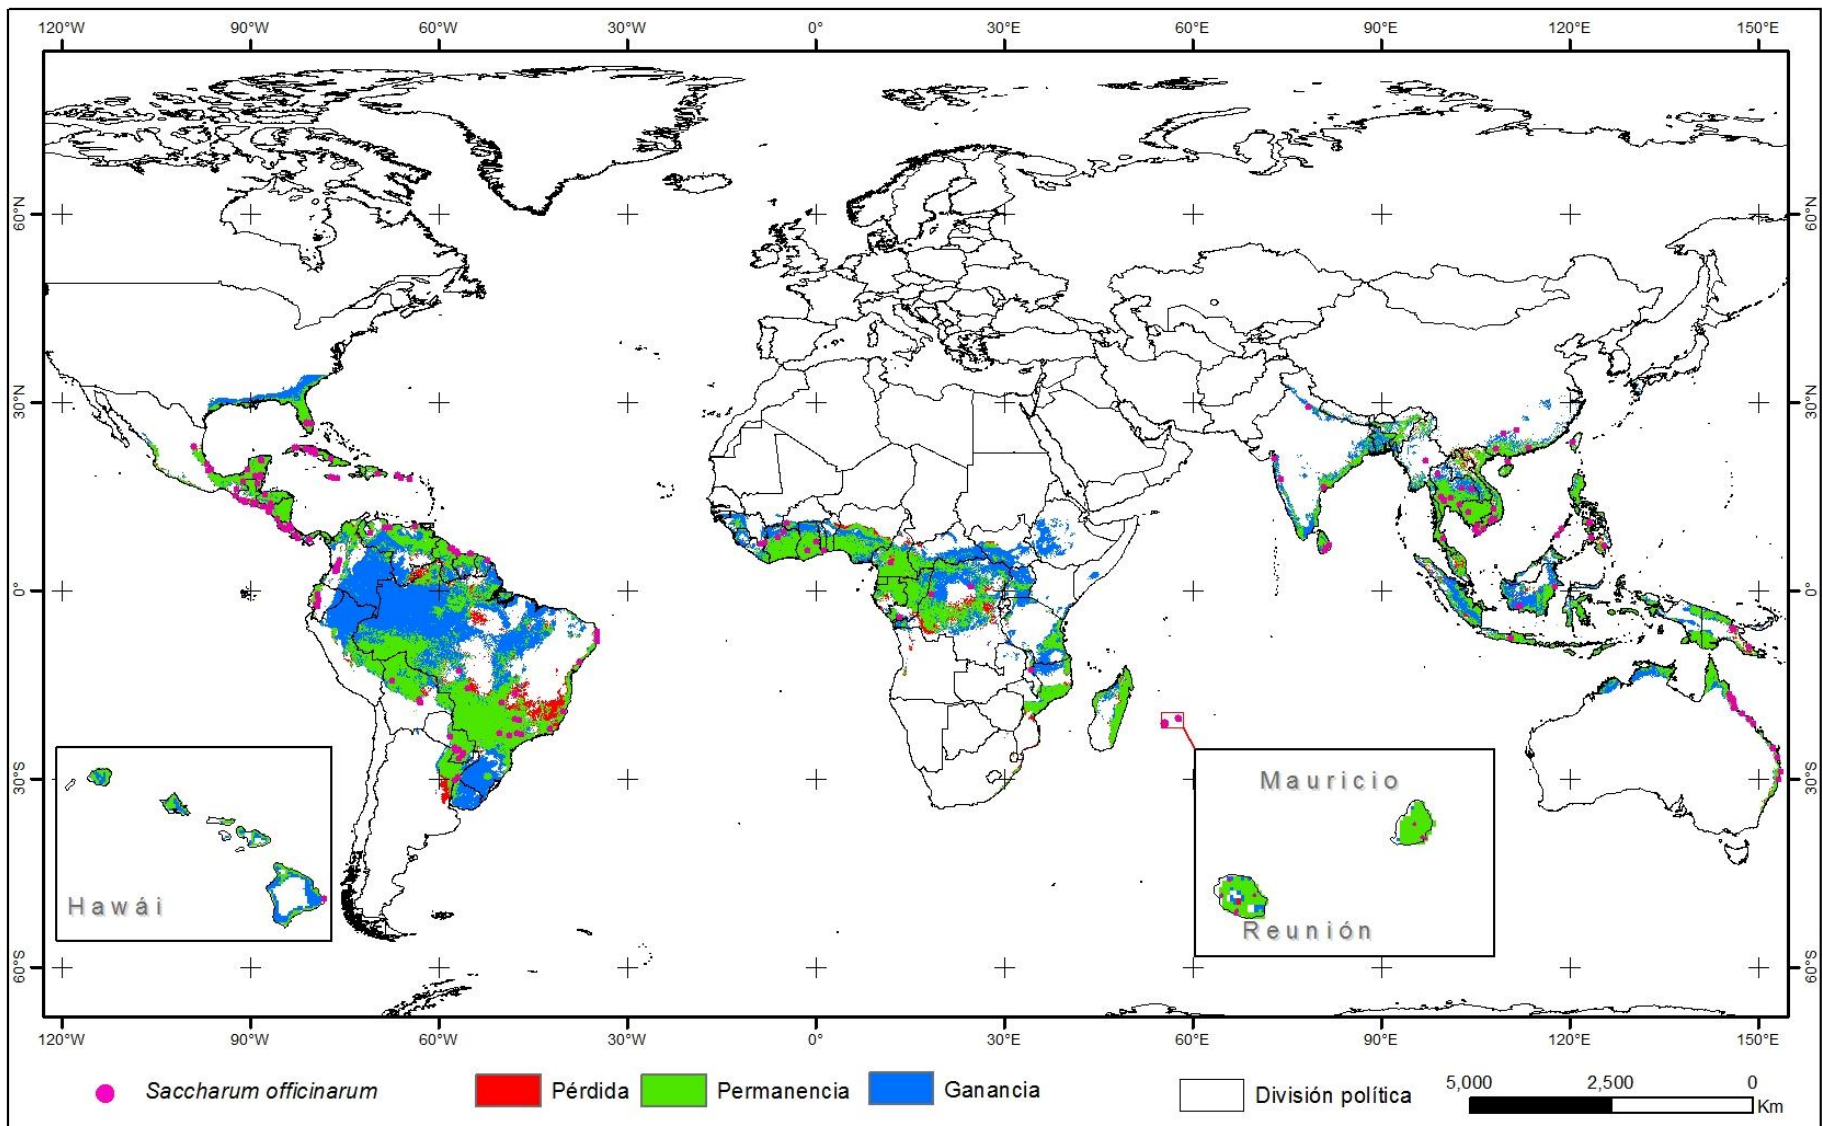 120°W 90°W 60°W 30°W 0° 30°E 60°E 90°E 120°E 150°E
60°N 60°N
30°N 30°N
0° 0°
30°S 30°S
Mauricio
Hawái
Reunión
60°S 60°S
120°W 90°W 60°W 30°W 0° 30°E 60°E 90°E 120°E 150°E
Saccharum officinarum Pérdida Permanencia Ganancia División política 5,000 2,500 0
Km